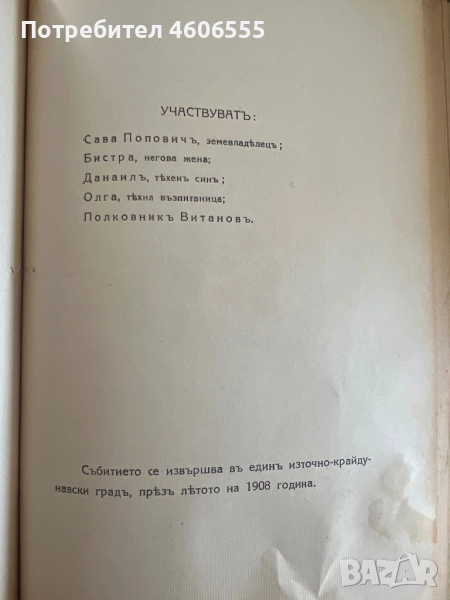 Потребител 4606555
УЧАСТВУВАТЪ:
Сава Поповичъ, земевладѣлецъ;
Бистра, негова жена;
Данаилъ, тѣхенъ синъ;
Олга, тѣхна възпитаница;
Полковникъ Витановъ.
Събитието се извършва въ единъ източно-крайду-
навски градъ, прѣзъ лѣтото на 1908 година.
BAZAR